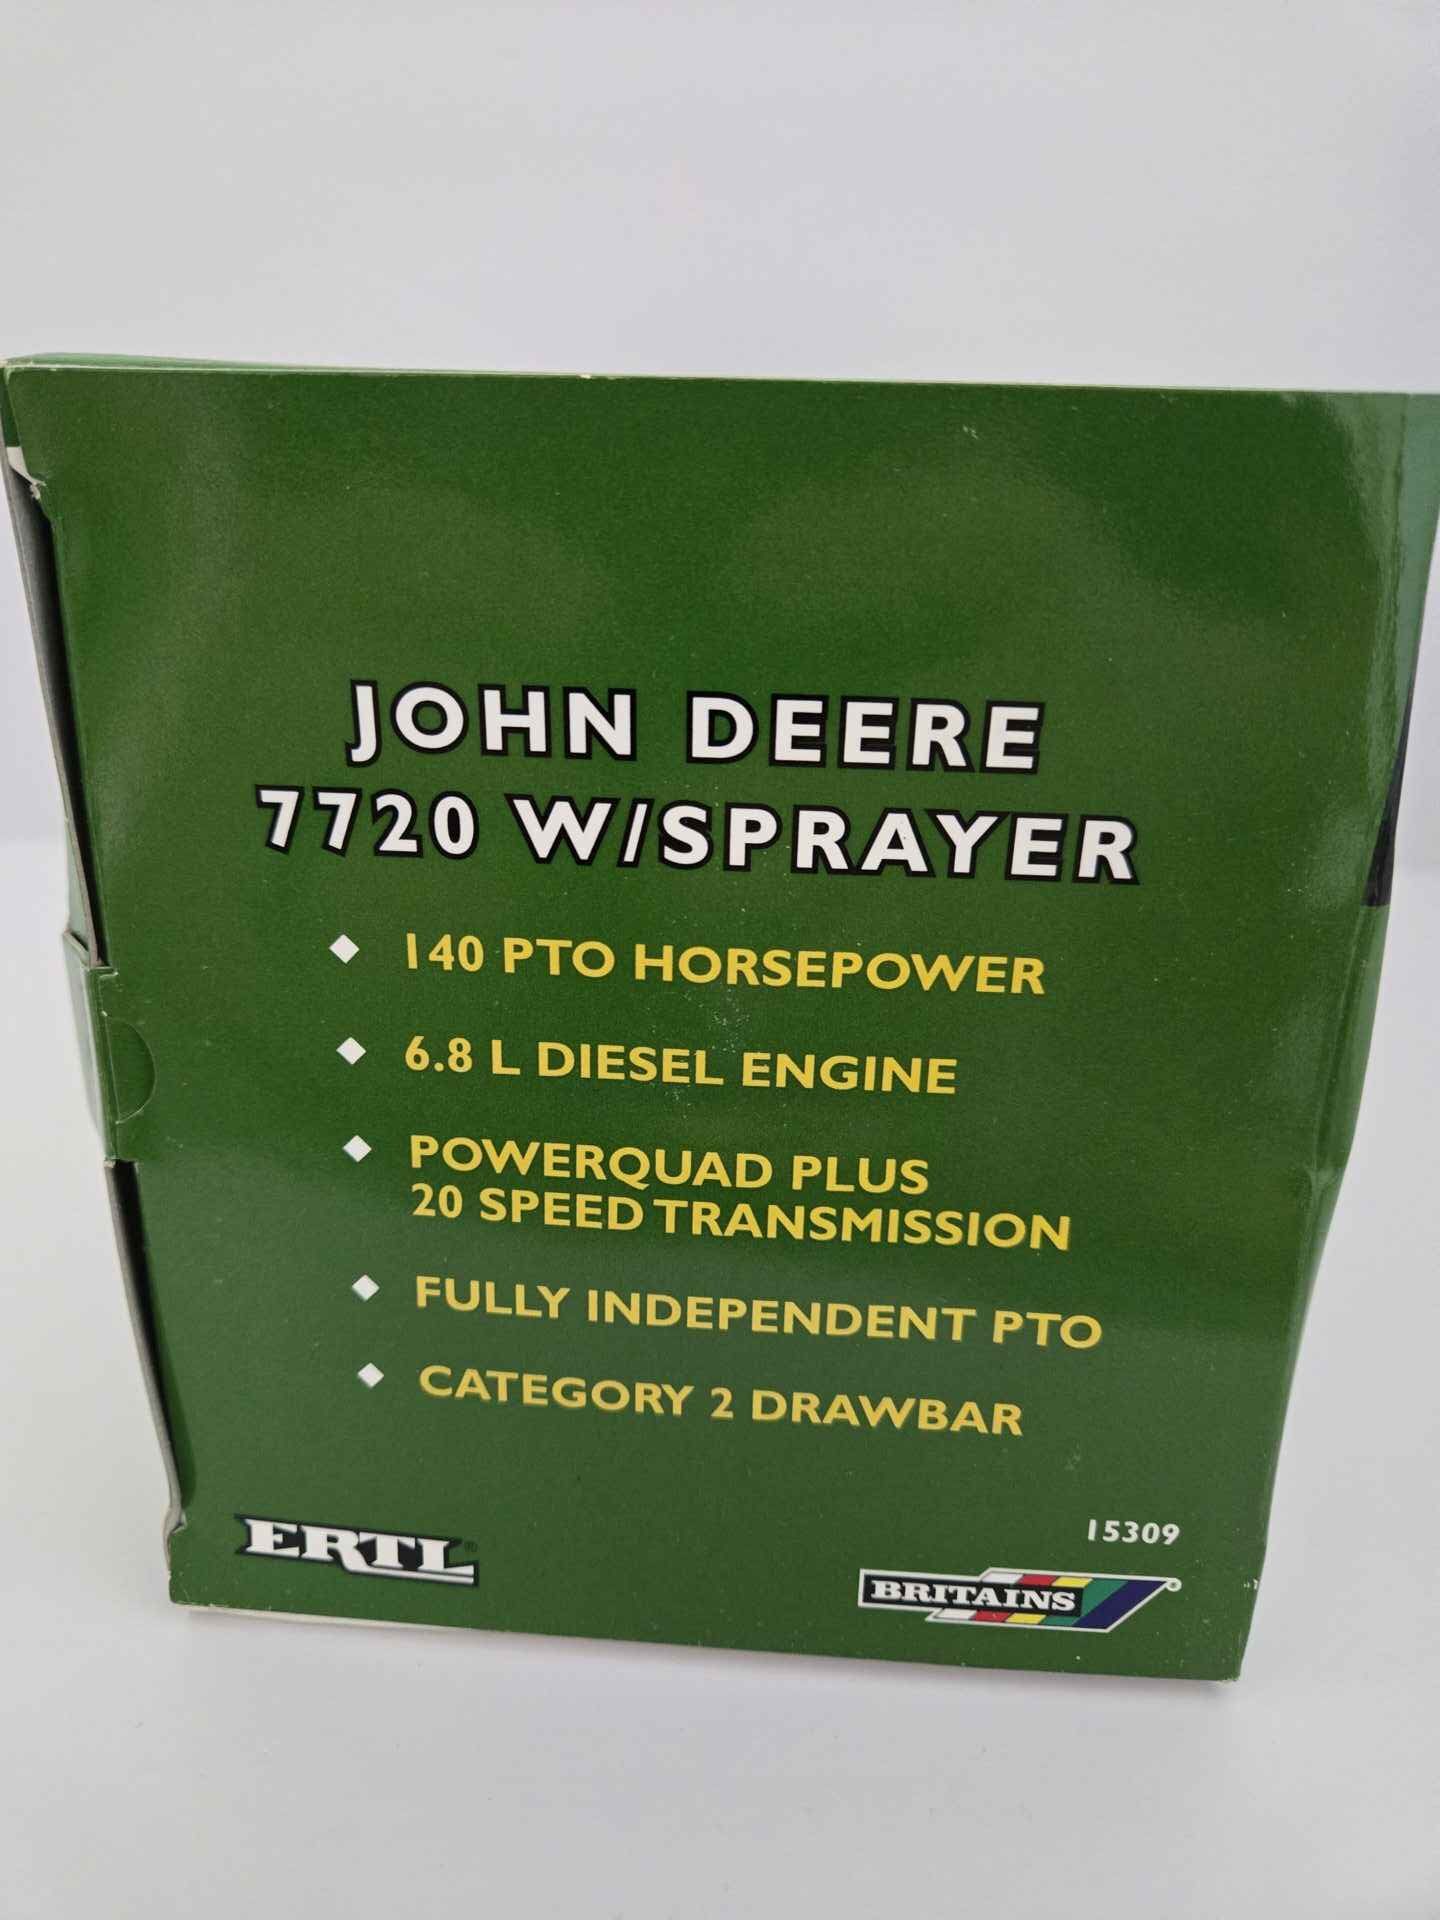 JOHN DEERE
7720 W/SPRAYER
140 PTO HORSEPOWER
6.8 L DIESEL ENGINE
POWERQUAD PLUS
20 SPEED TRANSMISSION
FULLY INDEPENDENT PTO
CATEGORY 2 DRAWBAR
15309
ERTL®
BRITAINS®